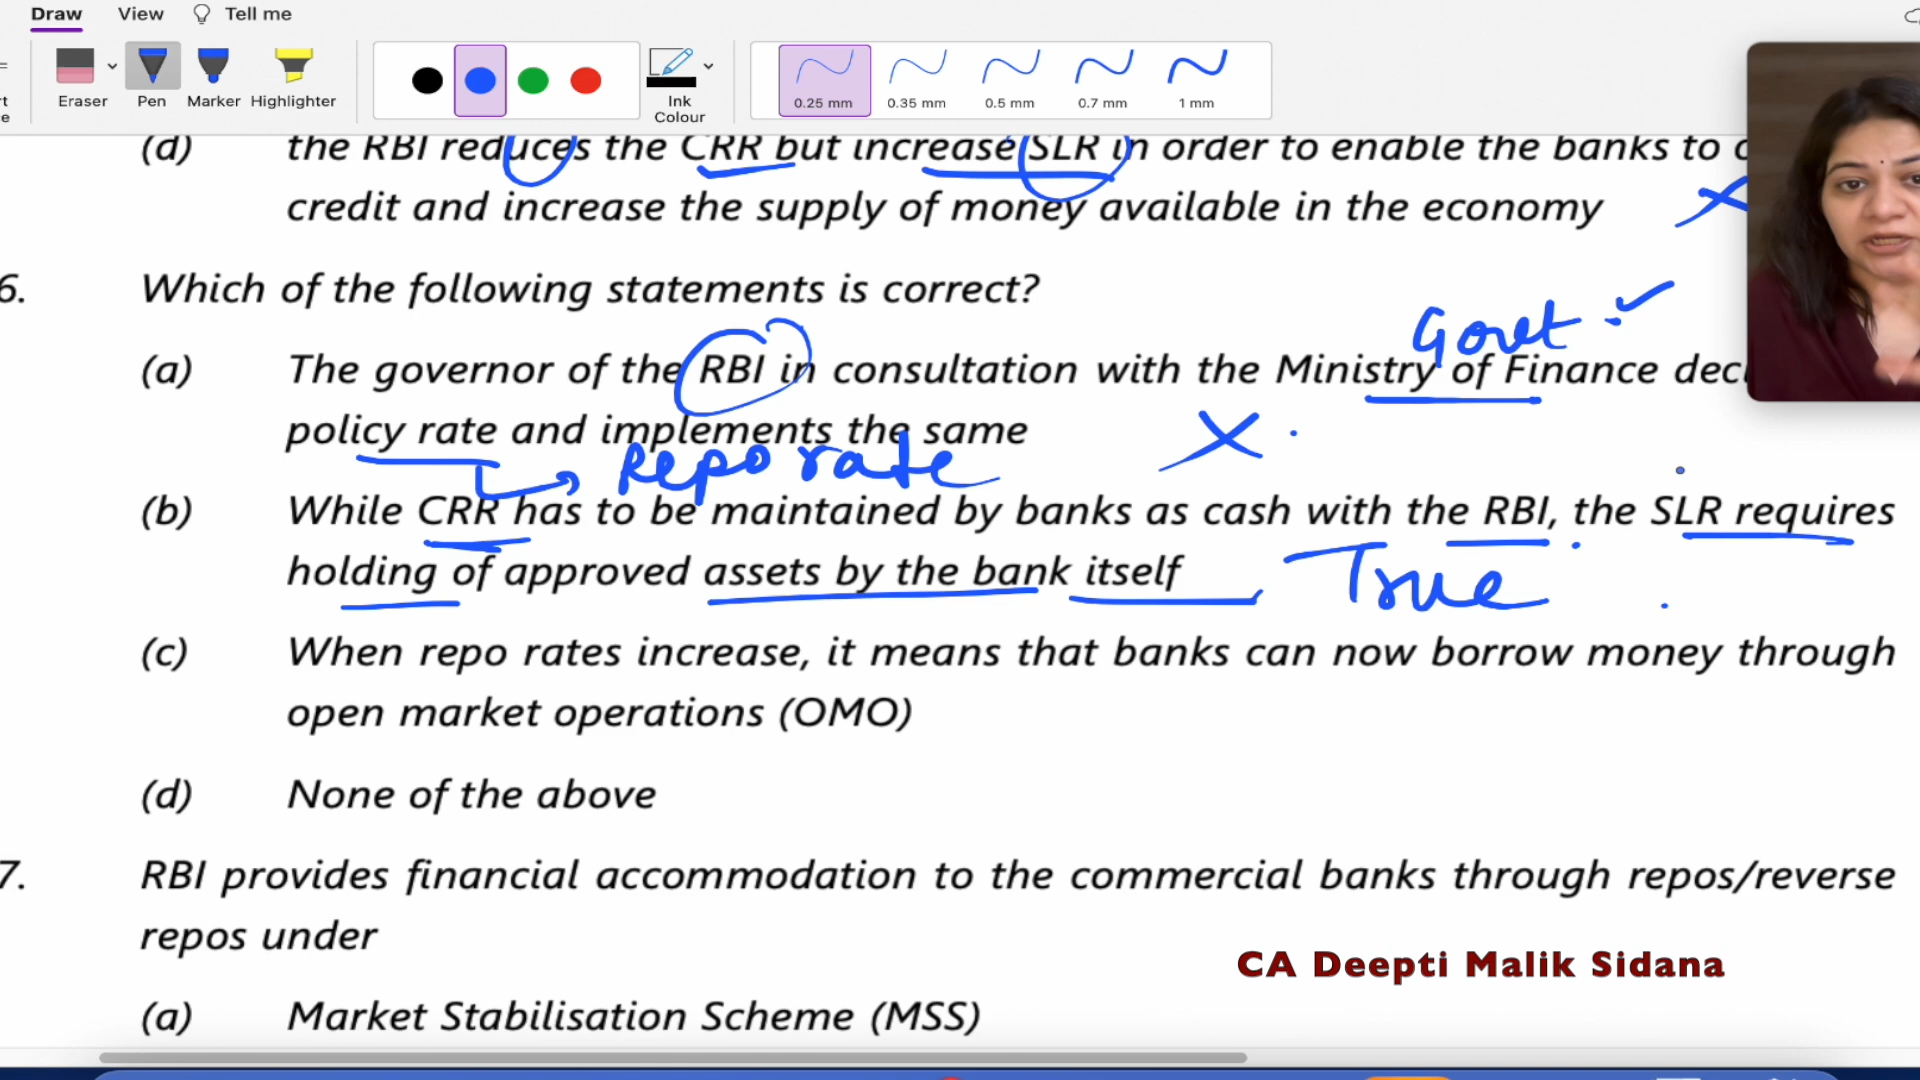 Draw View Tell me
Eraser Pen Marker Highlighter Ink Colour 0.25 mm 0.35 mm 0.5 mm 0.7 mm 1 mm
(d) the RBI reduces the CRR but increase SLR in order to enable the banks to
credit and increase the supply of money available in the economy
6. Which of the following statements is correct?
Govt
(a) The governor of the RBI in consultation with the Ministry of Finance
policy rate and implements the same
Repo rate
(b) While CRR has to be maintained by banks as cash with the RBI, the SLR requires
holding of approved assets by the bank itself True
(c) When repo rates increase, it means that banks can now borrow money through
open market operations (OMO)
(d) None of the above
7. RBI provides financial accommodation to the commercial banks through repos/reverse
repos under
CA Deepti Malik Sidana
(a) Market Stabilisation Scheme (MSS)